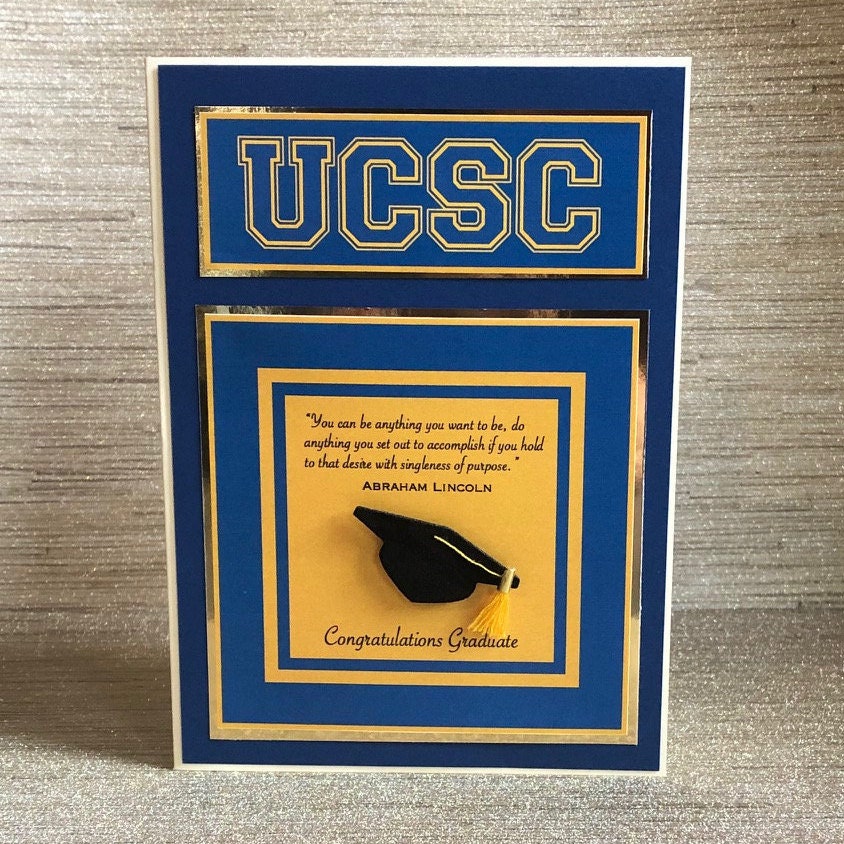 UCSC
"You can be anything you want to be, do
anything you set out to accomplish if you hold
to that desire with singleness of purpose."
Abraham Lincoln
Congratulations Graduate